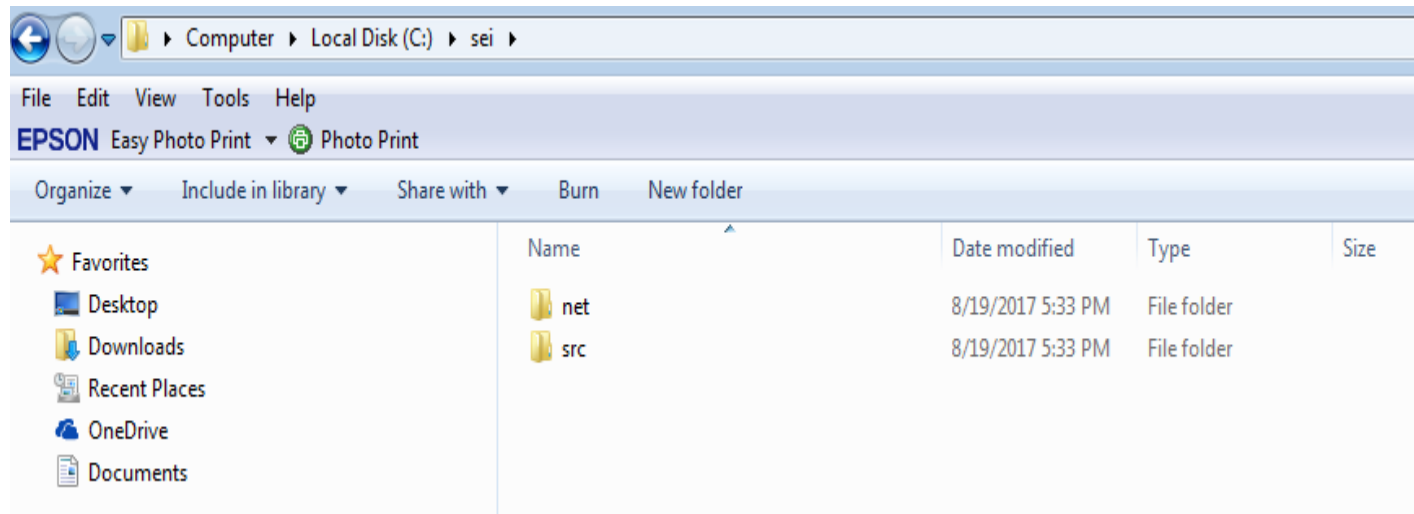 Computer Local Disk (C:) sei
File Edit View Tools Help
EPSON Easy Photo Print Photo Print
Organize Include in library Share with Burn New folder
Favorites
Desktop
Downloads
Recent Places
OneDrive
Documents
Name Date modified Type Size
net 8/19/2017 5:33 PM File folder
src 8/19/2017 5:33 PM File folder